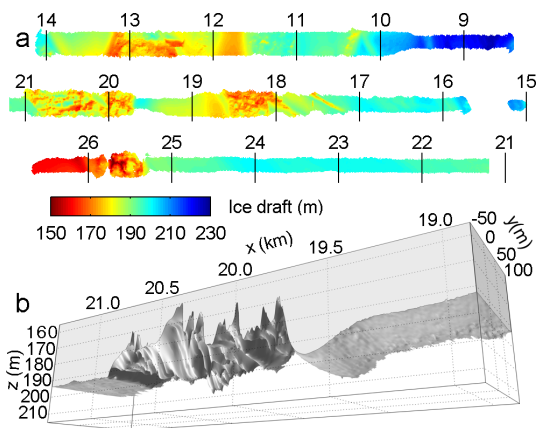 14 13 12 11 10 9
a
21 20 19 18 17 16 15
26 25 24 23 22 21
Ice draft (m)
150 170 190 210 230
b
x (km)
21.0 20.5 20.0 19.5 19.0
y(m)
-50 0 50 100
z (m)
160
170
180
190
200
210